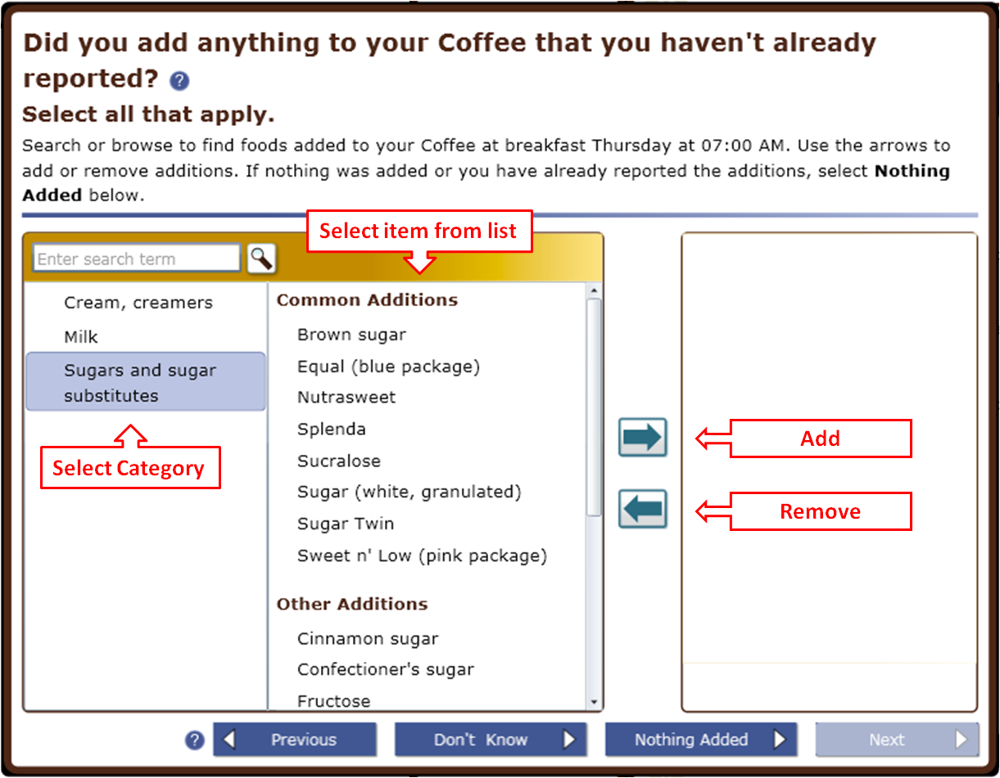 Did you add anything to your Coffee that you haven't already
reported? ?
Select all that apply.
Search or browse to find foods added to your Coffee at breakfast Thursday at 07:00 AM. Use the arrows to
add or remove additions. If nothing was added or you have already reported the additions, select Nothing
Added below.
Select item from list
Enter search term
Cream, creamers
Milk
Sugars and sugar
substitutes
Select Category
Common Additions
Brown sugar
Equal (blue package)
Nutrasweet
Splenda
Sucralose
Sugar (white, granulated)
Sugar Twin
Sweet n' Low (pink package)
Other Additions
Cinnamon sugar
Confectioner's sugar
Fructose
Add
Remove
? Previous
Don't Know
Nothing Added
Next